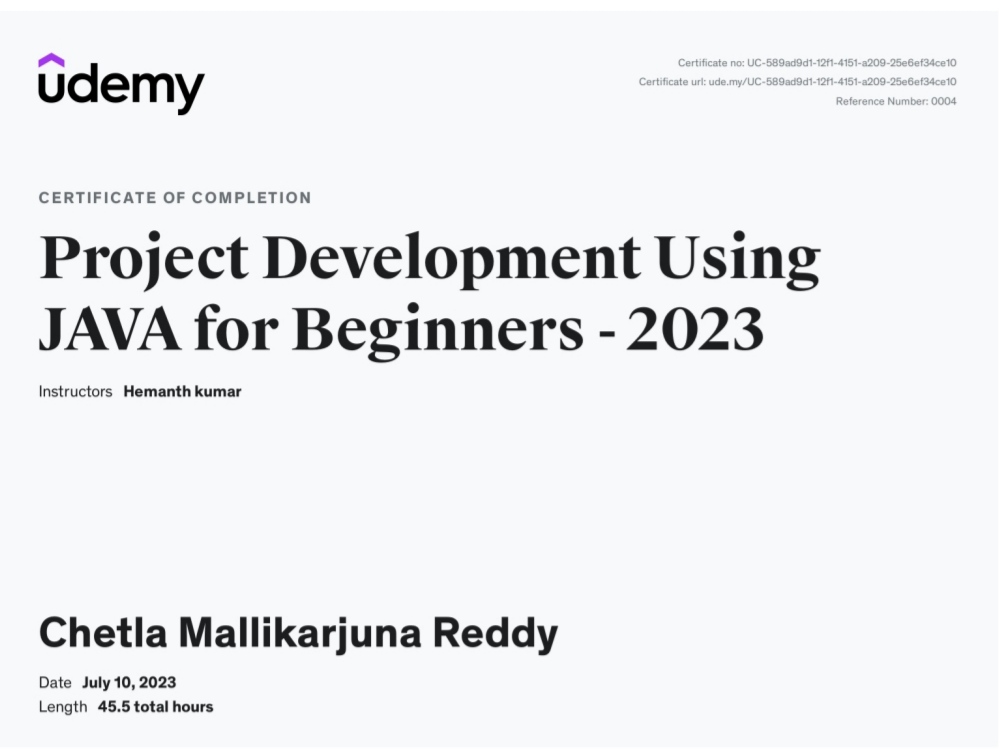 udemy
Certificate no: UC-589ad9d1-12f1-4151-a209-25e6ef34ce10
Certificate url: ude.my/UC-589ad9d1-12f1-4151-a209-25e6ef34ce10
Reference Number: 0004
CERTIFICATE OF COMPLETION
Project Development Using
JAVA for Beginners - 2023
Instructors Hemanth kumar
Chetla Mallikarjuna Reddy
Date July 10, 2023
Length 45.5 total hours